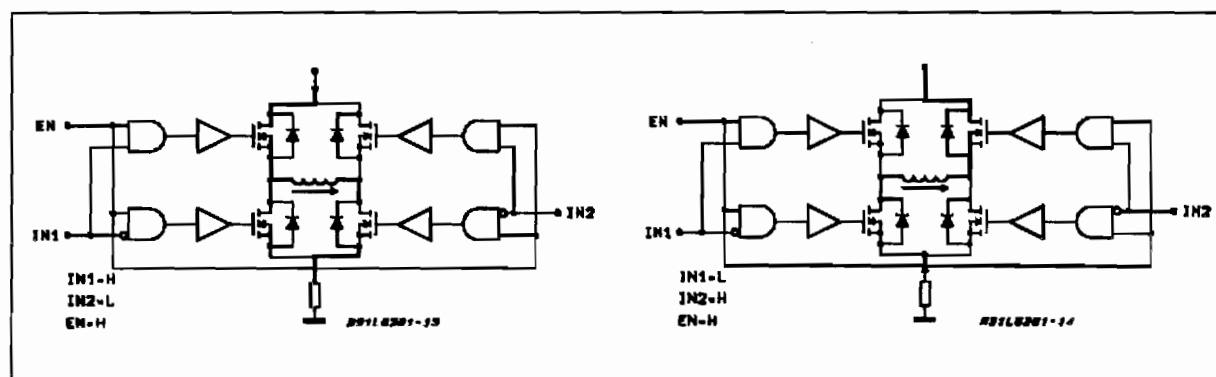 EN
IN1
IN2
IN1=H
IN2=L
EN=H
EN
IN1
IN2
IN1=L
IN2=H
EN=H